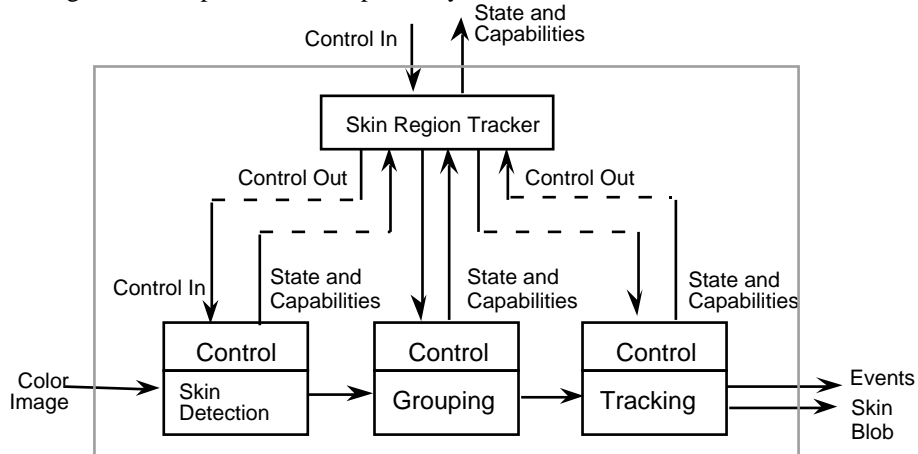 State and
Capabilities
Control In
Skin Region Tracker
Control Out
Control Out
Control In
State and
Capabilities
State and
Capabilities
State and
Capabilities
Control
Control
Control
Color
Image
Skin
Detection
Grouping
Tracking
Events
Skin
Blob